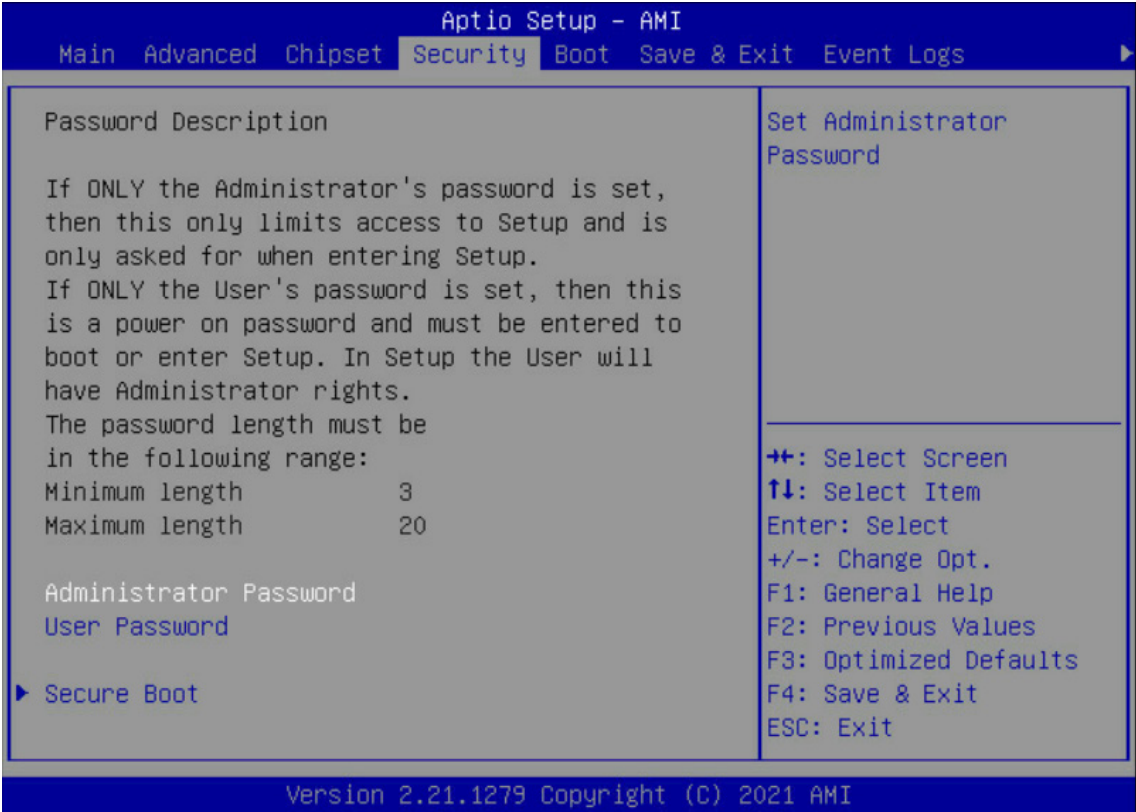 Aptio Setup – AMI
Main Advanced Chipset Security Boot Save & Exit Event Logs
Password Description
If ONLY the Administrator's password is set,
then this only limits access to Setup and is
only asked for when entering Setup.
If ONLY the User's password is set, then this
is a power on password and must be entered to
boot or enter Setup. In Setup the User will
have Administrator rights.
The password length must be
in the following range:
Minimum length 3
Maximum length 20
Administrator Password
User Password
Secure Boot
Set Administrator
Password
→←: Select Screen
↑↓: Select Item
Enter: Select
+/-: Change Opt.
F1: General Help
F2: Previous Values
F3: Optimized Defaults
F4: Save & Exit
ESC: Exit
Version 2.21.1279 Copyright (C) 2021 AMI